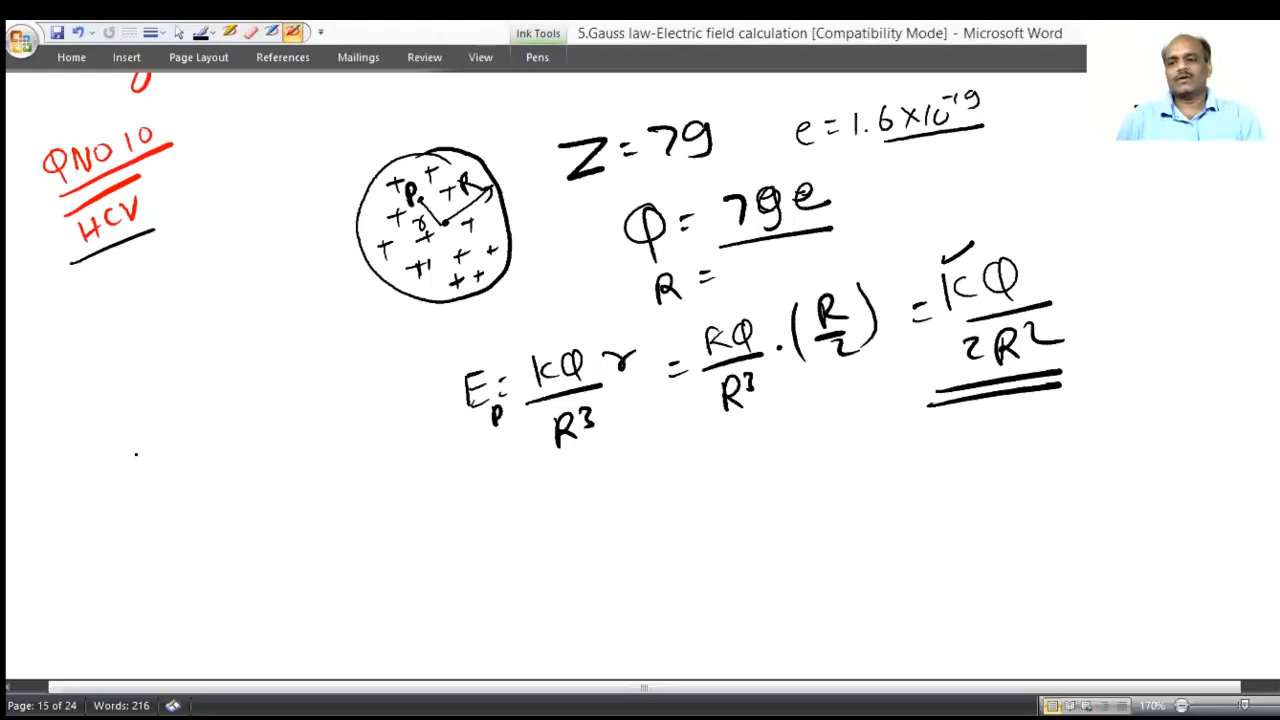 Ink Tools
5.Gauss law-Electric field calculation [Compatibility Mode] - Microsoft Word
Home Insert Page Layout References Mailings Review View Pens
QNO 10
HCV
Z = 79
e = 1.6 × 10⁻¹⁹
Q = 79e
R =
P
R
r
E_P = KQ/R³ r = KQ/R³ · (R/2) = KQ/2R²
Page: 15 of 24 Words: 216 170%